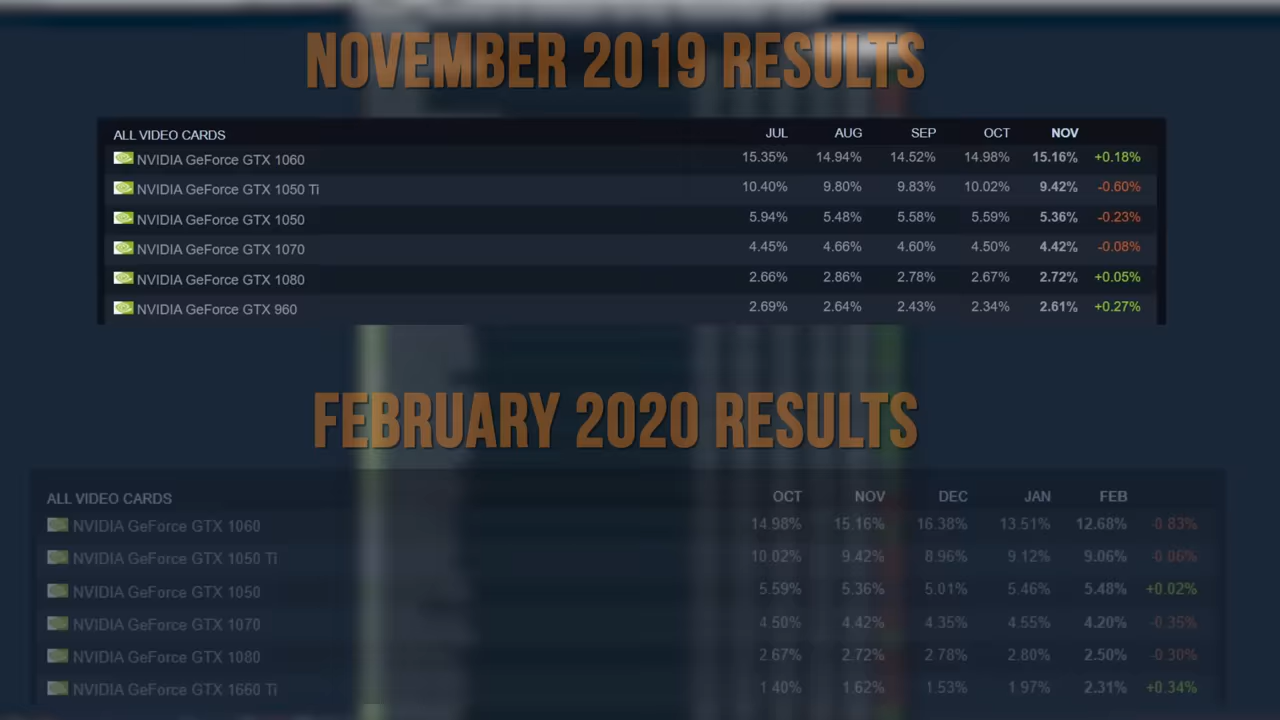 NOVEMBER 2019 RESULTS
ALL VIDEO CARDS JUL AUG SEP OCT NOV
NVIDIA GeForce GTX 1060 15.35% 14.94% 14.52% 14.98% 15.16% +0.18%
NVIDIA GeForce GTX 1050 Ti 10.40% 9.80% 9.83% 10.02% 9.42% -0.60%
NVIDIA GeForce GTX 1050 5.94% 5.48% 5.58% 5.59% 5.36% -0.23%
NVIDIA GeForce GTX 1070 4.45% 4.66% 4.60% 4.50% 4.42% -0.08%
NVIDIA GeForce GTX 1080 2.66% 2.86% 2.78% 2.67% 2.72% +0.05%
NVIDIA GeForce GTX 960 2.69% 2.64% 2.43% 2.34% 2.61% +0.27%
FEBRUARY 2020 RESULTS
ALL VIDEO CARDS OCT NOV DEC JAN FEB
NVIDIA GeForce GTX 1060 14.98% 15.16% 16.38% 13.51% 12.68% -0.83%
NVIDIA GeForce GTX 1050 Ti 10.02% 9.42% 8.96% 9.12% 9.06% -0.06%
NVIDIA GeForce GTX 1050 5.59% 5.36% 5.01% 5.46% 5.48% +0.02%
NVIDIA GeForce GTX 1070 4.50% 4.42% 4.35% 4.55% 4.20% -0.35%
NVIDIA GeForce GTX 1080 2.67% 2.72% 2.78% 2.80% 2.50% -0.30%
NVIDIA GeForce GTX 1660 Ti 1.40% 1.62% 1.53% 1.97% 2.31% +0.34%